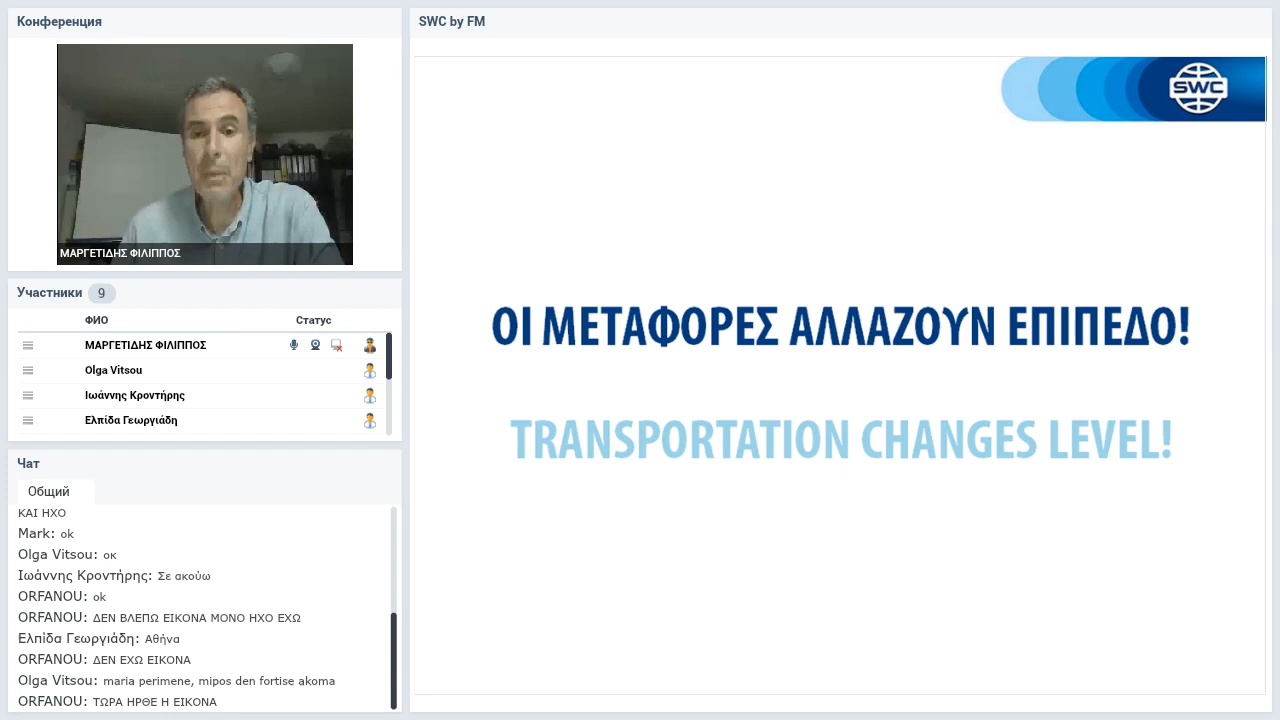 Конференция
ΜΑΡΓΕΤΙΔΗΣ ΦΙΛΙΠΠΟΣ
Участники 9
ФИО Статус
ΜΑΡΓΕΤΙΔΗΣ ΦΙΛΙΠΠΟΣ
Olga Vitsou
Ιωάννης Κροντήρης
Ελπίδα Γεωργιάδη
Чат
Общий
ΚΑΙ ΗΧΟ
Mark: ok
Olga Vitsou: οκ
Ιωάννης Κροντήρης: Σε ακούω
ORFANOU: ok
ORFANOU: ΔΕΝ ΒΛΕΠΩ ΕΙΚΟΝΑ ΜΟΝΟ ΗΧΟ ΕΧΩ
Ελπίδα Γεωργιάδη: Αθήνα
ORFANOU: ΔΕΝ ΕΧΩ ΕΙΚΟΝΑ
Olga Vitsou: maria perimene, mipos den fortise akoma
ORFANOU: ΤΩΡΑ ΗΡΘΕ Η ΕΙΚΟΝΑ
SWC by FM
SWC
ΟΙ ΜΕΤΑΦΟΡΕΣ ΑΛΛΑΖΟΥΝ ΕΠΙΠΕΔΟ!
TRANSPORTATION CHANGES LEVEL!